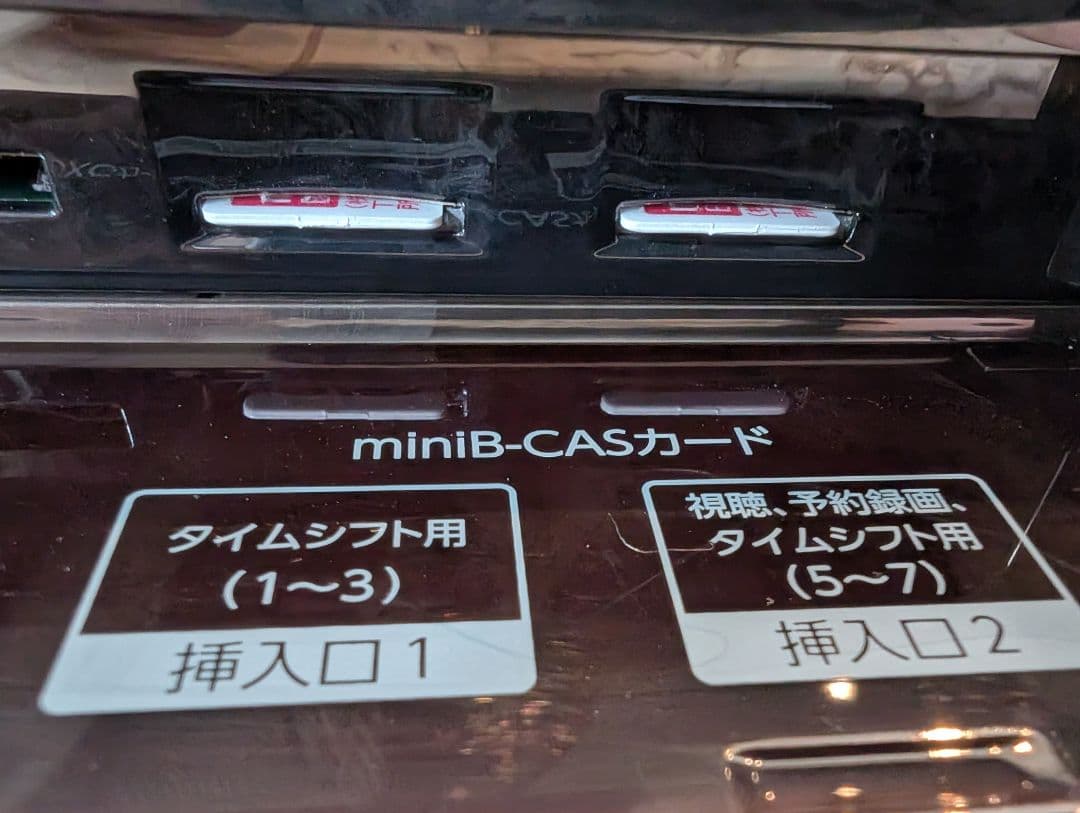 miniB-CASカード
タイムシフト用
(1～3)
挿入口1
視聴、予約録画、
タイムシフト用
(5～7)
挿入口2